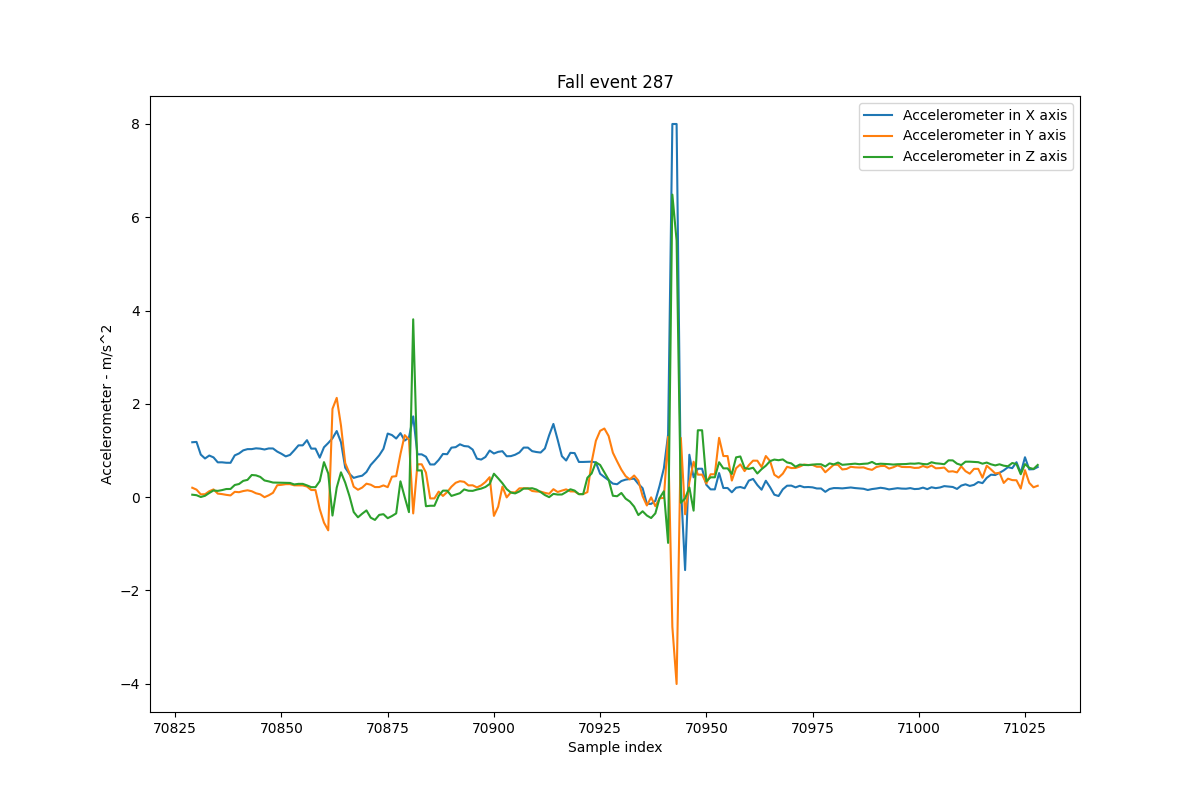 Fall event 287
Accelerometer in X axis
Accelerometer in Y axis
Accelerometer in Z axis
Accelerometer - m/s^2
8
6
4
2
0
−2
−4
70825 70850 70875 70900 70925 70950 70975 71000 71025
Sample index